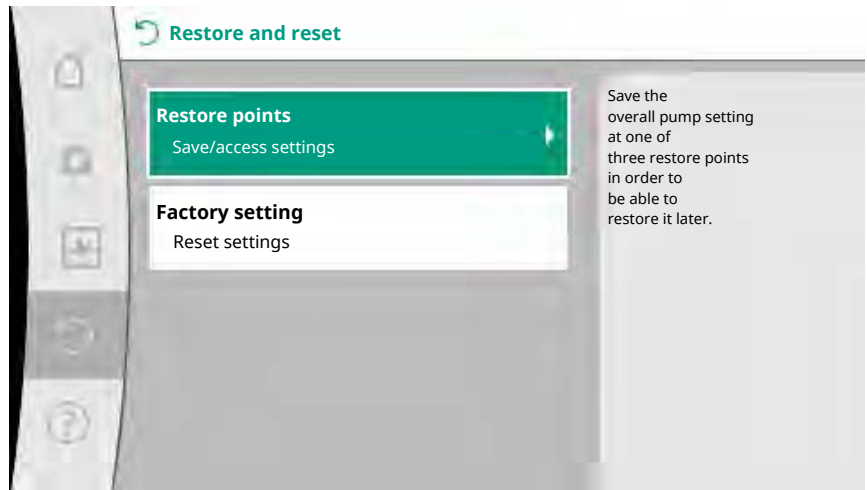 Restore and reset
Restore points
Save/access settings
Factory setting
Reset settings
Save the
overall pump setting
at one of
three restore points
in order to
be able to
restore it later.